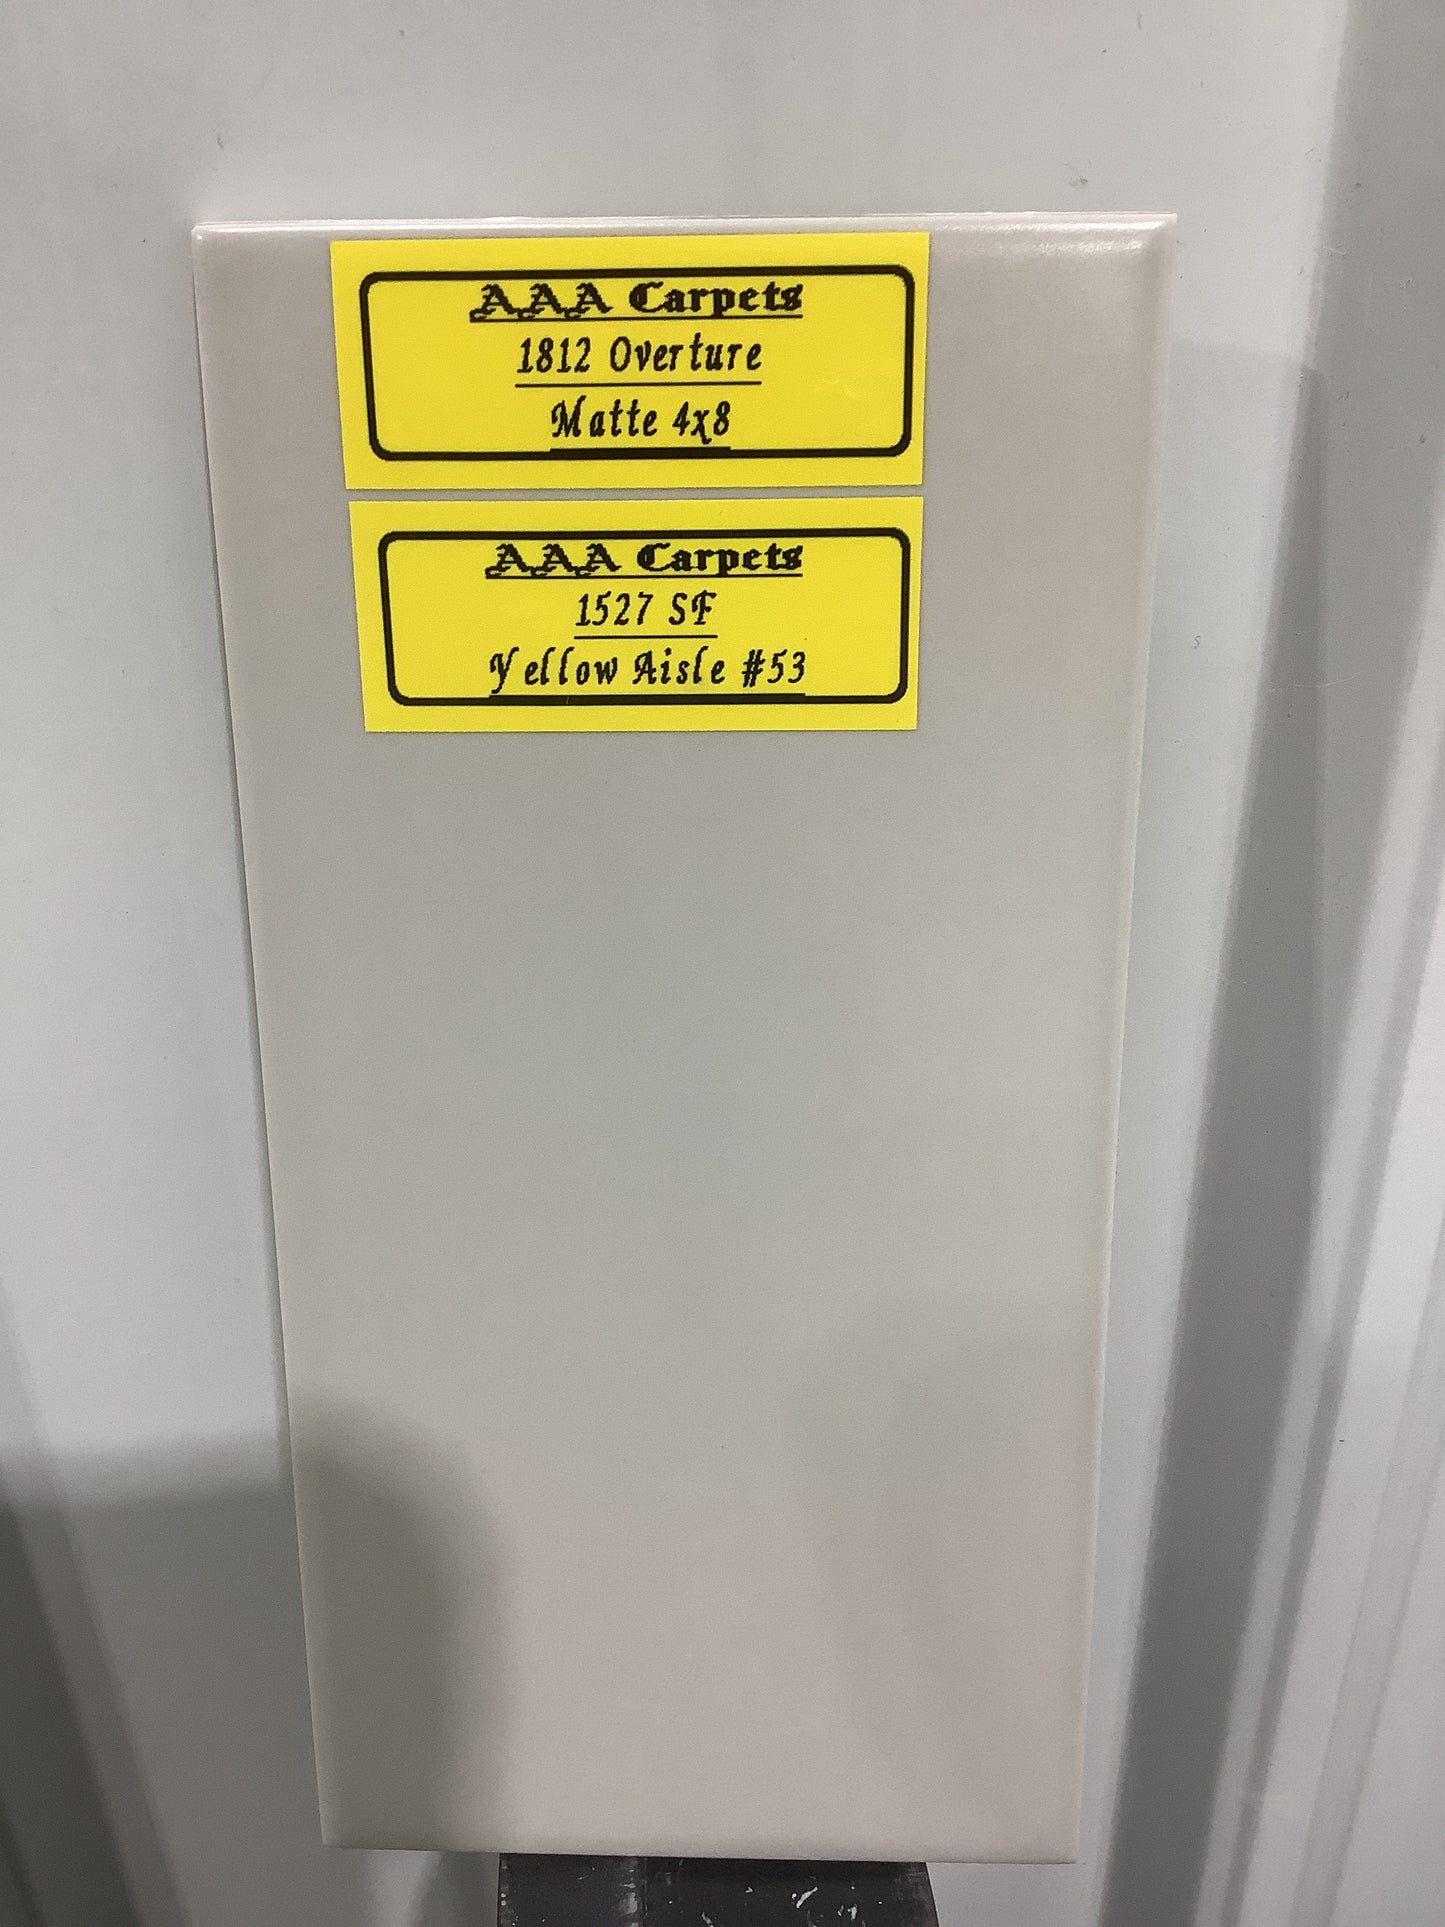 AAA Carpets
1812 Overture
Matte 4x8
AAA Carpets
1527 SF
Yellow Aisle #53